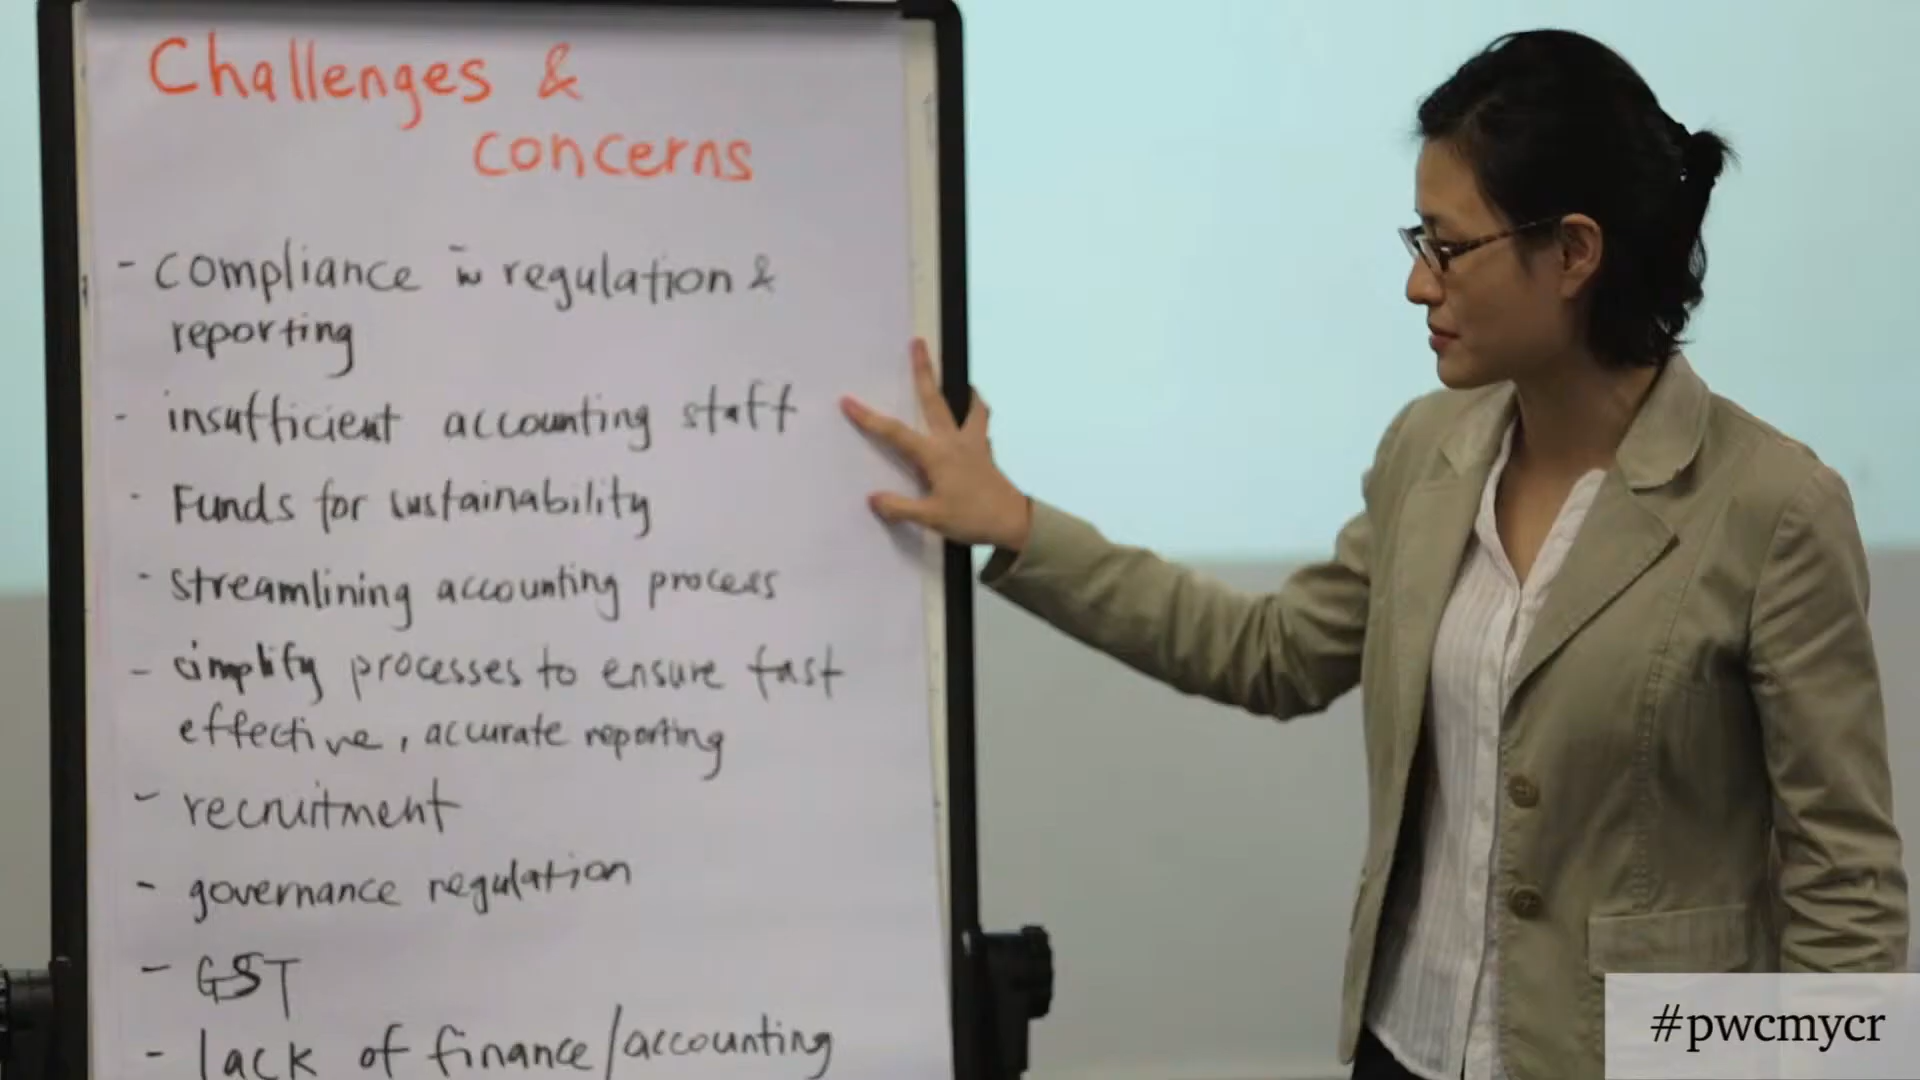 Challenges &
concerns
- compliance in regulation &
reporting
- insufficient accounting staff
- Funds for sustainability
- streamlining accounting process
- simplify processes to ensure fast
effective, accurate reporting
- recruitment
- governance regulation
- GST
- lack of finance/accounting
#pwcmycr